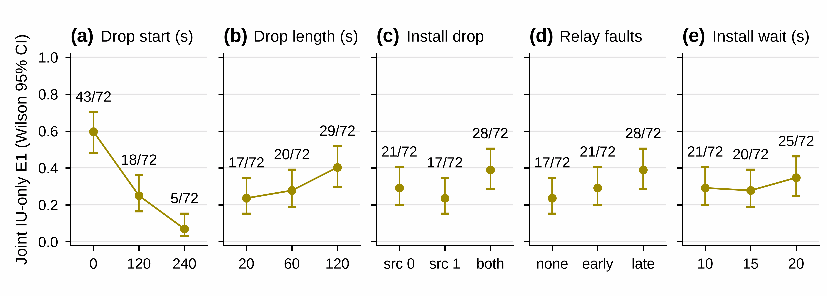 (a) Drop start (s)
(b) Drop length (s)
(c) Install drop
(d) Relay faults
(e) Install wait (s)
Joint IU-only E1 (Wilson 95% CI)
1.0
0.8
0.6
0.4
0.2
0.0
43/72
18/72
5/72
0 120 240
17/72
20/72
29/72
20 60 120
21/72
17/72
28/72
src 0 src 1 both
17/72
21/72
28/72
none early late
21/72
20/72
25/72
10 15 20